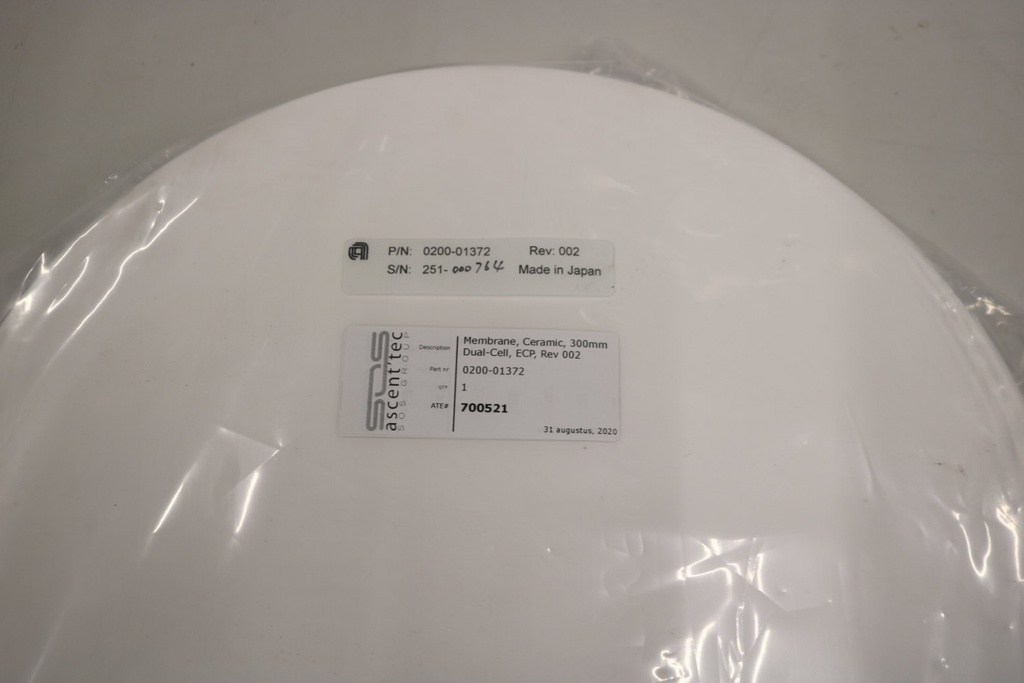 P/N: 0200-01372 Rev: 002
S/N: 251-000764 Made in Japan
SOS
ascent'tec
SOS GROUP
Description Membrane, Ceramic, 300mm
Dual-Cell, ECP, Rev 002
Part nr 0200-01372
QTY 1
ATE# 700521
31 augustus, 2020